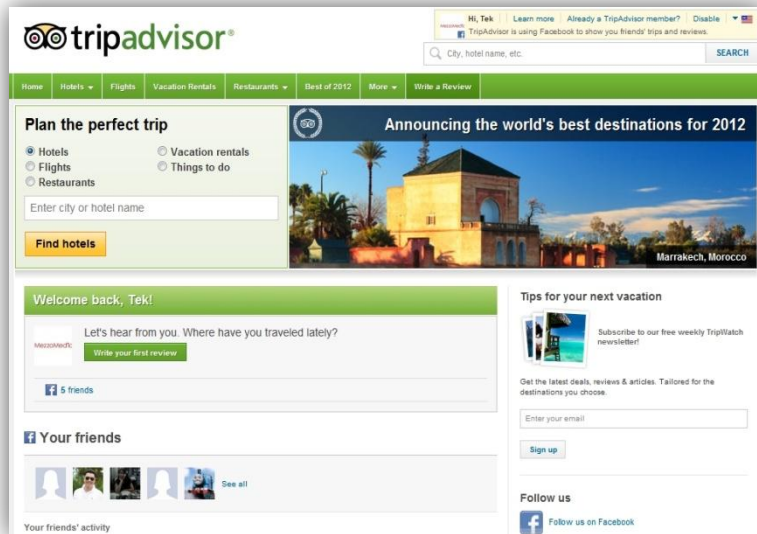 tripadvisor®
Hi, Tek Learn more Already a TripAdvisor member? Disable
TripAdvisor is using Facebook to show you friends' trips and reviews.
City, hotel name, etc. SEARCH
Home Hotels Flights Vacation Rentals Restaurants Best of 2012 More Write a Review
Plan the perfect trip
Hotels Vacation rentals
Flights Things to do
Restaurants
Enter city or hotel name
Find hotels
Announcing the world's best destinations for 2012
Marrakech, Morocco
Welcome back, Tek!
Let's hear from you. Where have you traveled lately?
Write your first review
5 friends
Your friends
See all
Your friends' activity
Tips for your next vacation
Subscribe to our free weekly TripWatch
newsletter!
Get the latest deals, reviews & articles. Tailored for the
destinations you choose.
Enter your email
Sign up
Follow us
Follow us on Facebook